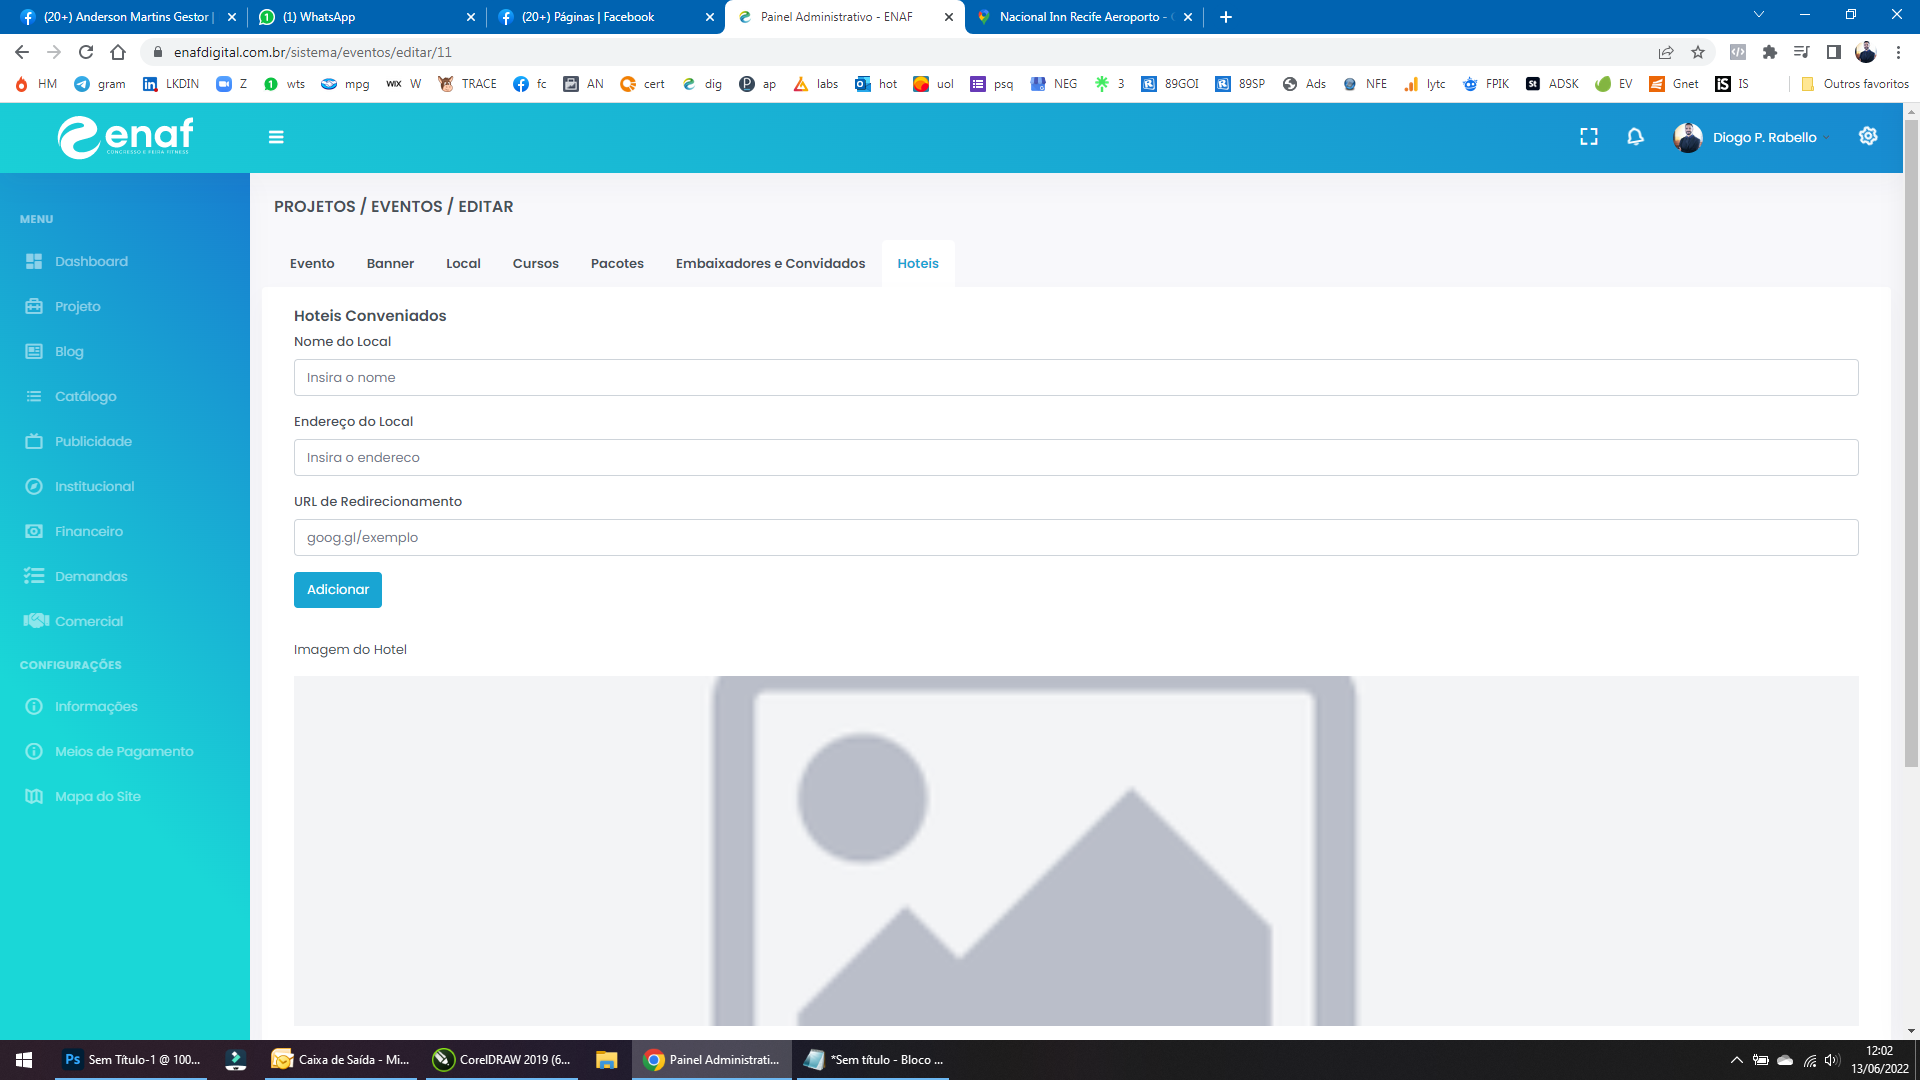 (20+) Anderson Martins Gestor |
(1) WhatsApp
(20+) Páginas | Facebook
Painel Administrativo - ENAF
Nacional Inn Recife Aeroporto -
enafdigital.com.br/sistema/eventos/editar/11
HM
gram
LKDIN
Z
wts
mpg
WIX W
TRACE
fc
AN
cert
dig
ap
labs
hot
uol
psq
NEG
3
89GOI
89SP
Ads
NFE
lytc
FPIK
ADSK
EV
Gnet
iS IS
Outros favoritos
enaf
CONGRESSO E FEIRA FITNESS
Diogo P. Rabello
MENU
Dashboard
Projeto
Blog
Catálogo
Publicidade
Institucional
Financeiro
Demandas
Comercial
CONFIGURAÇÕES
Informações
Meios de Pagamento
Mapa do Site
PROJETOS / EVENTOS / EDITAR
Evento
Banner
Local
Cursos
Pacotes
Embaixadores e Convidados
Hoteis
Hoteis Conveniados
Nome do Local
Insira o nome
Endereço do Local
Insira o endereco
URL de Redirecionamento
goog.gl/exemplo
Adicionar
Imagem do Hotel
Ps Sem Título-1 @ 100...
Caixa de Saída - Mi...
CorelDRAW 2019 (6...
Painel Administrati...
*Sem título - Bloco ...
12:02
13/06/2022